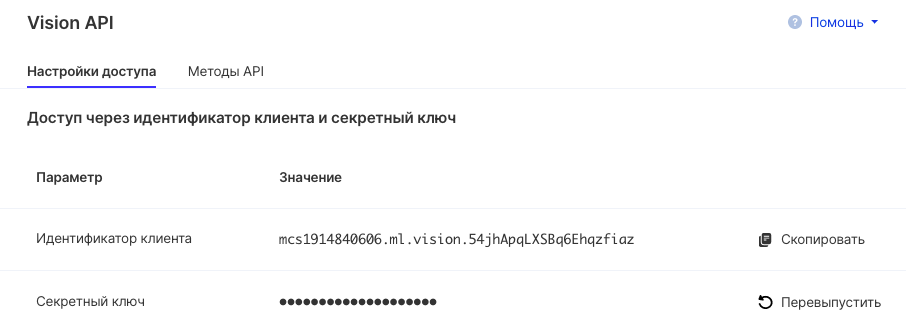 Vision API
? Помощь
Настройки доступа Методы API
Доступ через идентификатор клиента и секретный ключ
Параметр Значение
Идентификатор клиента mcs1914840606.ml.vision.54jhApqLXSBq6Ehqzfiaz Скопировать
Секретный ключ ●●●●●●●●●●●●●●●●●●●● Перевыпустить